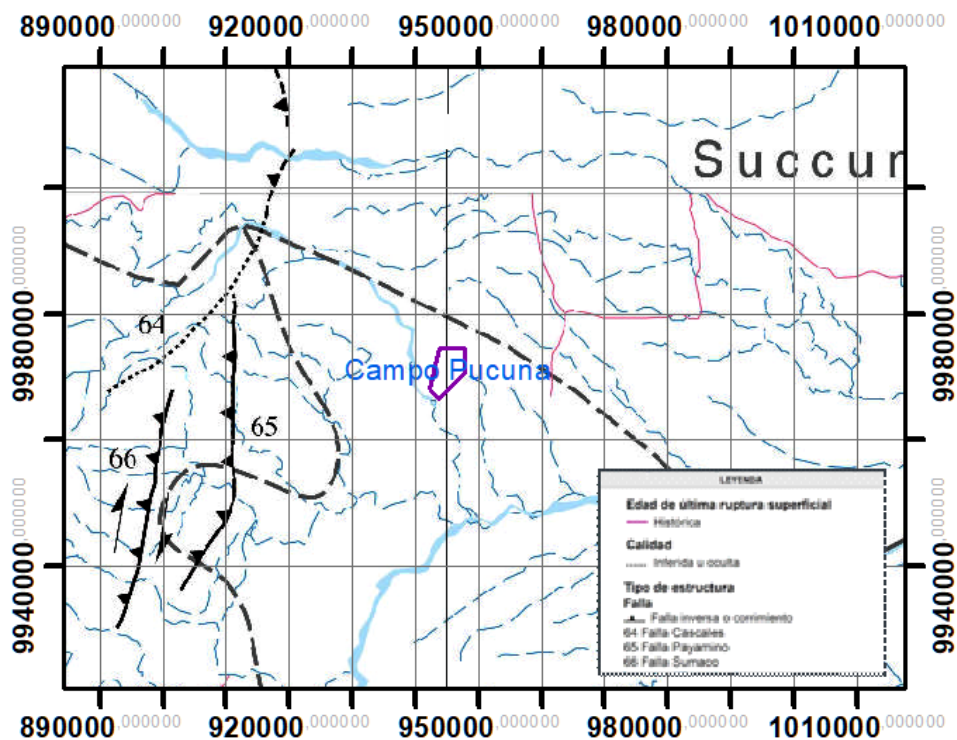 890000,000000 920000,000000 950000,000000 980000,000000 1010000,000000
Succur
9980000,000000
9980000,000000
64
Campo Pucuna
65
66
LEYENDA
Edad de última ruptura superficial
Histórica
Calidad
Inferida u oculta
Tipo de estructura
Falla
Falla inversa o corrimiento
64 Falla Cascales
65 Falla Payamino
66 Falla Sumaco
9940000,000000
9940000,000000
890000,000000 920000,000000 950000,000000 980000,000000 1010000,000000